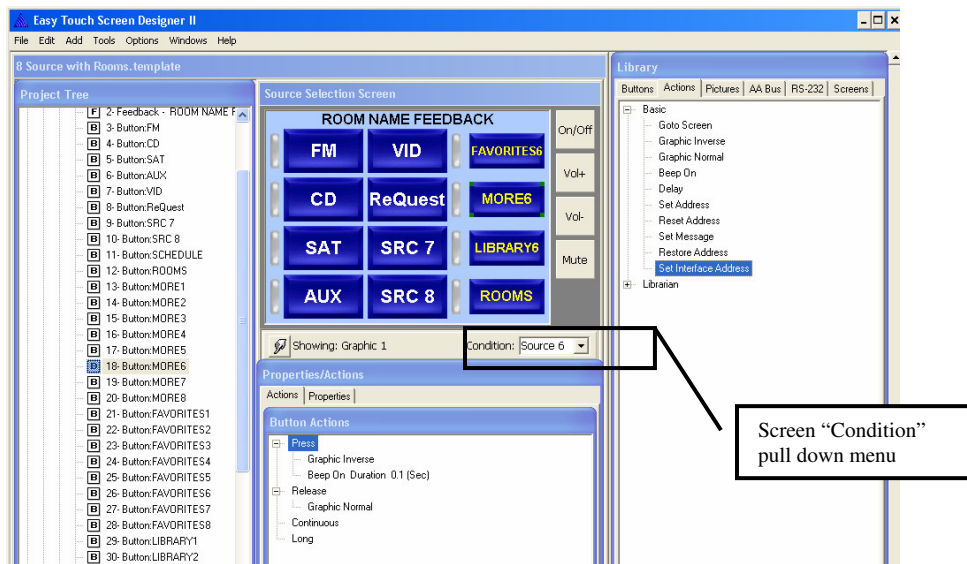 Easy Touch Screen Designer II
File Edit Add Tools Options Windows Help
8 Source with Rooms.template
Project Tree
F 2- Feedback - ROOM NAME F
B 3- Button:FM
B 4- Button:CD
B 5- Button:SAT
B 6- Button:AUX
B 7- Button:VID
B 8- Button:ReQuest
B 9- Button:SRC 7
B 10- Button:SRC 8
B 11- Button:SCHEDULE
B 12- Button:ROOMS
B 13- Button:MORE1
B 14- Button:MORE2
B 15- Button:MORE3
B 16- Button:MORE4
B 17- Button:MORE5
B 18- Button:MORE6
B 19- Button:MORE7
B 20- Button:MORE8
B 21- Button:FAVORITES1
B 22- Button:FAVORITES2
B 23- Button:FAVORITES3
B 24- Button:FAVORITES4
B 25- Button:FAVORITES5
B 26- Button:FAVORITES6
B 27- Button:FAVORITES7
B 28- Button:FAVORITES8
B 29- Button:LIBRARY1
B 30- Button:LIBRARY2
Source Selection Screen
ROOM NAME FEEDBACK
FM VID FAVORITES6
CD ReQuest MORE6
SAT SRC 7 LIBRARY6
AUX SRC 8 ROOMS
On/Off
Vol+
Vol-
Mute
Showing: Graphic 1 Condition: Source 6
Properties/Actions
Actions Properties
Button Actions
Press
Graphic Inverse
Beep On Duration 0.1 (Sec)
Release
Graphic Normal
Continuous
Long
Library
Buttons Actions Pictures AA Bus RS-232 Screens
Basic
Goto Screen
Graphic Inverse
Graphic Normal
Beep On
Delay
Set Address
Reset Address
Set Message
Restore Address
Set Interface Address
Librarian
Screen “Condition”
pull down menu